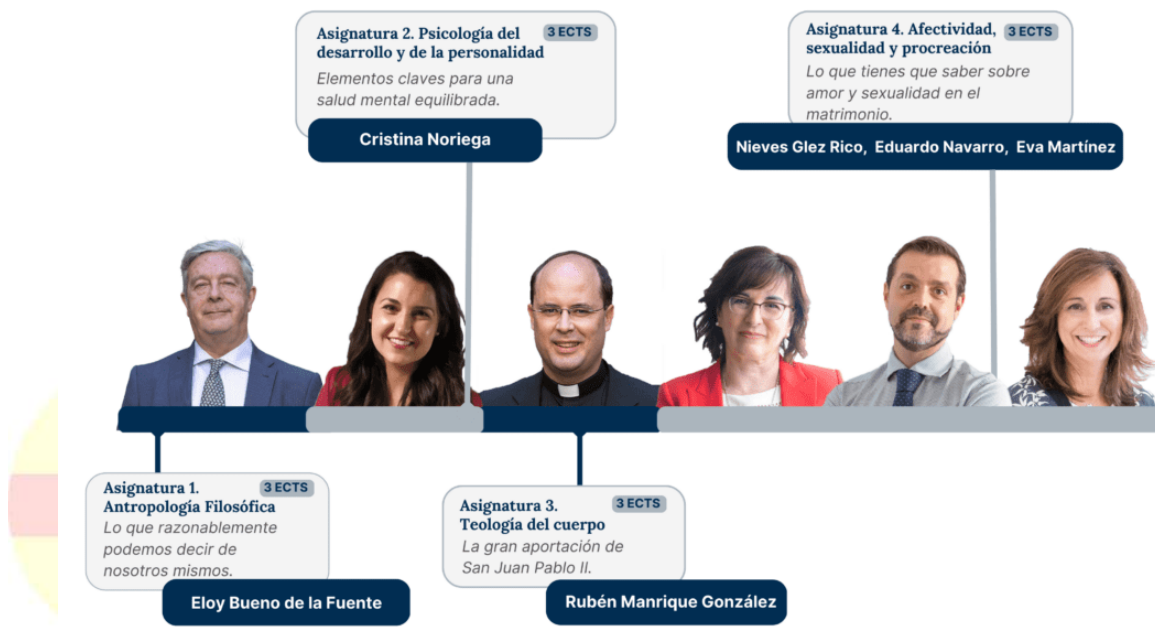 Asignatura 2. Psicología del
desarrollo y de la personalidad
3 ECTS
Elementos claves para una
salud mental equilibrada.
Cristina Noriega
Asignatura 4. Afectividad,
sexualidad y procreación
3 ECTS
Lo que tienes que saber sobre
amor y sexualidad en el
matrimonio.
Nieves Glez Rico, Eduardo Navarro, Eva Martínez
Asignatura 1.
Antropología Filosófica
3 ECTS
Lo que razonablemente
podemos decir de
nosotros mismos.
Eloy Bueno de la Fuente
Asignatura 3.
Teología del cuerpo
3 ECTS
La gran aportación de
San Juan Pablo II.
Rubén Manrique González